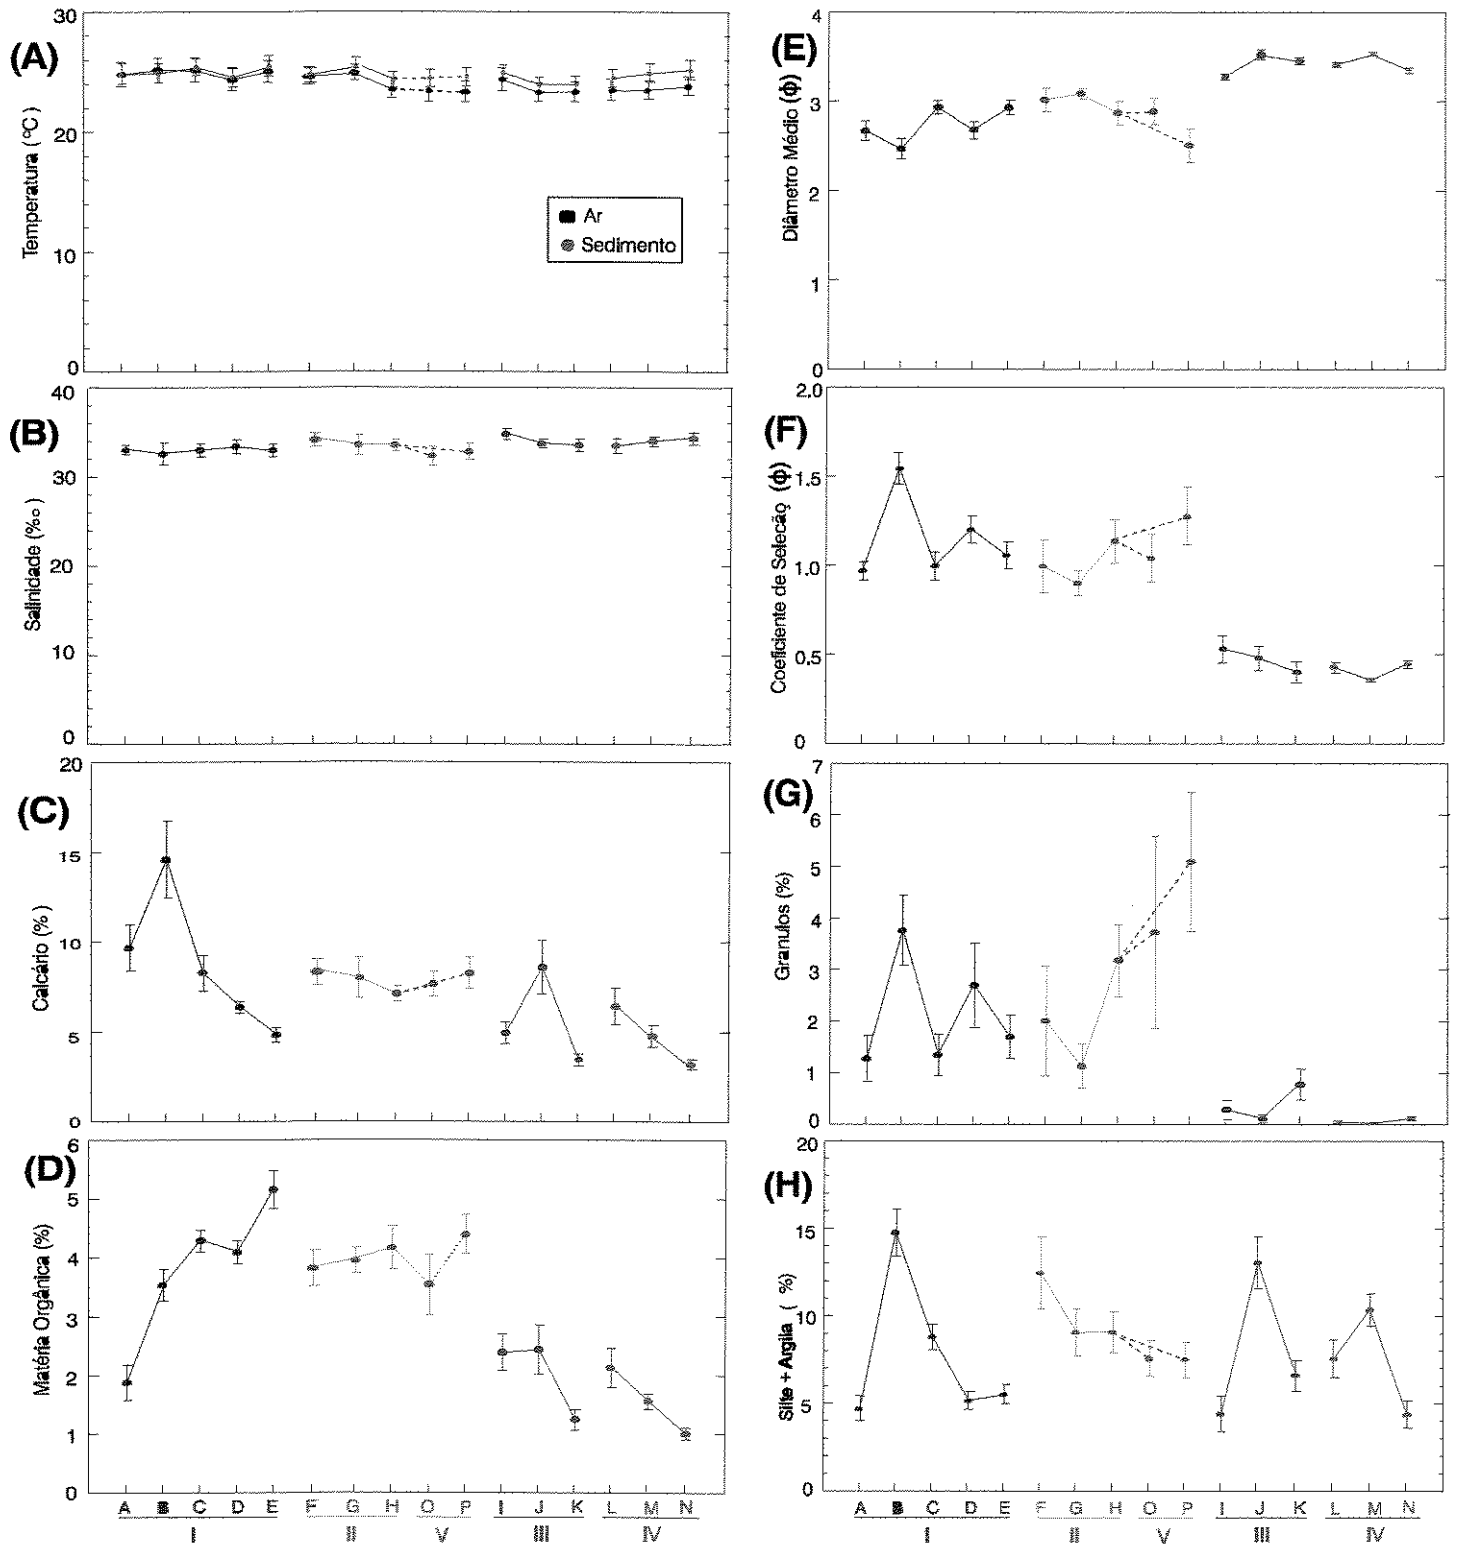 (A)
Temperatura (ºC)
30
20
10
0
Ar
Sedimento
(B)
Salinidade (‰)
40
30
20
10
0
(C)
Calcário (%)
20
15
10
5
0
(D)
Matéria Orgânica (%)
6
5
4
3
2
1
0
A B C D E F G H O P I J K L M N
I II V III IV
(E)
Diâmetro Médio (ϕ)
4
3
2
1
0
(F)
Coeficiente de Selecão (ϕ)
2.0
1.5
1.0
0.5
0
(G)
Granulos (%)
7
6
5
4
3
2
1
0
(H)
Silte + Argila ( %)
20
15
10
5
0
A B C D E F G H O P I J K L M N
I II V III IV